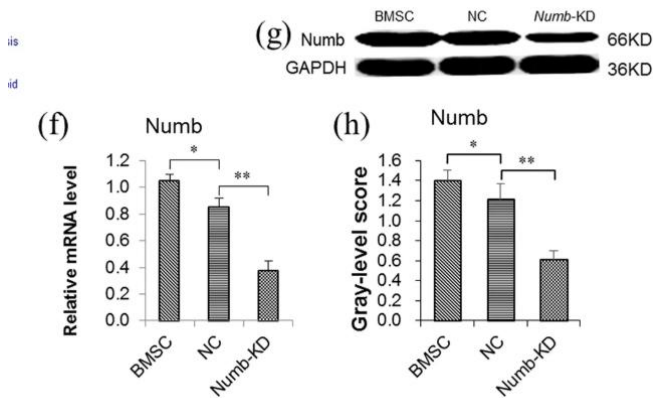 BMSC NC Numb-KD
(g) Numb 66KD
GAPDH 36KD
(f) Numb
* **
Relative mRNA level
1.2
1.0
0.8
0.6
0.4
0.2
0.0
BMSC NC Numb-KD
(h) Numb
* **
Gray-level score
1.6
1.4
1.2
1.0
0.8
0.6
0.4
0.2
0.0
BMSC NC Numb-KD